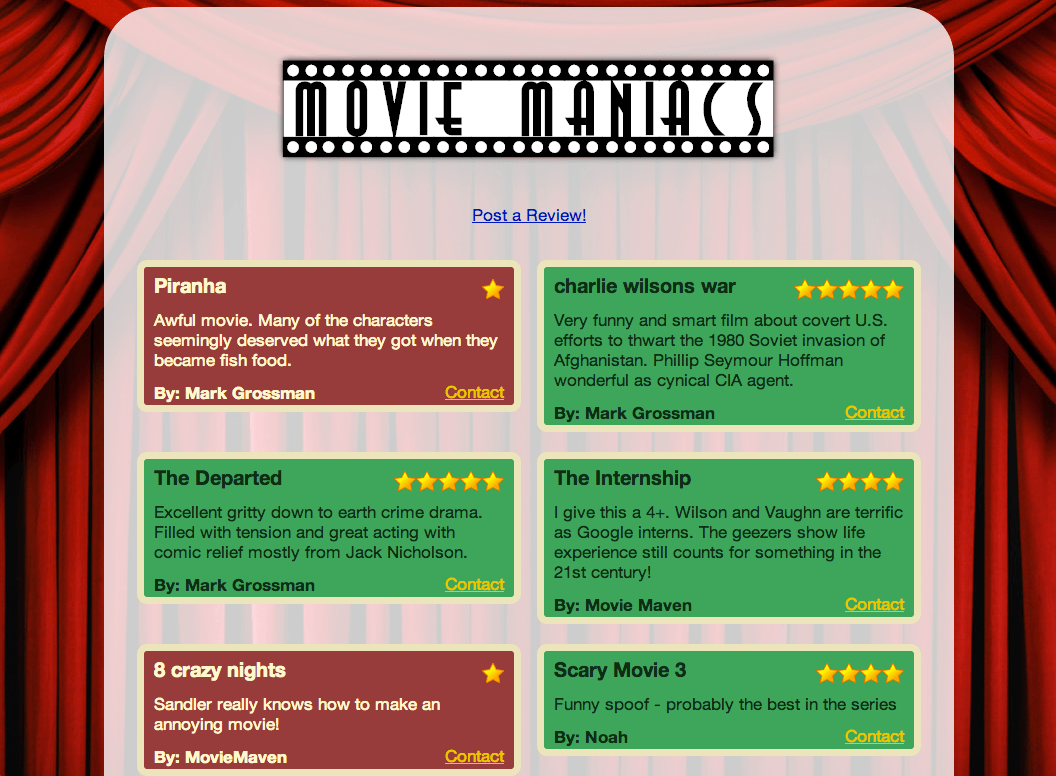 MOVIE MANIACS
Post a Review!
Piranha
Awful movie. Many of the characters
seemingly deserved what they got when they
became fish food.
By: Mark Grossman Contact
charlie wilsons war
Very funny and smart film about covert U.S.
efforts to thwart the 1980 Soviet invasion of
Afghanistan. Phillip Seymour Hoffman
wonderful as cynical CIA agent.
By: Mark Grossman Contact
The Departed
Excellent gritty down to earth crime drama.
Filled with tension and great acting with
comic relief mostly from Jack Nicholson.
By: Mark Grossman Contact
The Internship
I give this a 4+. Wilson and Vaughn are terrific
as Google interns. The geezers show life
experience still counts for something in the
21st century!
By: Movie Maven Contact
8 crazy nights
Sandler really knows how to make an
annoying movie!
By: MovieMaven Contact
Scary Movie 3
Funny spoof - probably the best in the series
By: Noah Contact